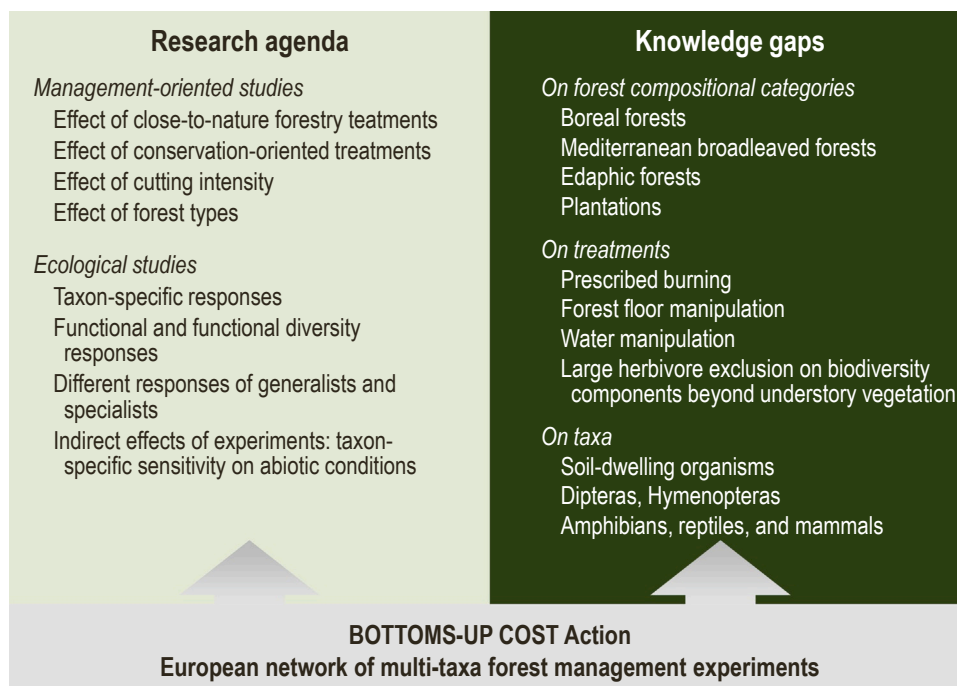 Research agenda
Management-oriented studies
Effect of close-to-nature forestry teatments
Effect of conservation-oriented treatments
Effect of cutting intensity
Effect of forest types
Ecological studies
Taxon-specific responses
Functional and functional diversity
responses
Different responses of generalists and
specialists
Indirect effects of experiments: taxon-
specific sensitivity on abiotic conditions
Knowledge gaps
On forest compositional categories
Boreal forests
Mediterranean broadleaved forests
Edaphic forests
Plantations
On treatments
Prescribed burning
Forest floor manipulation
Water manipulation
Large herbivore exclusion on biodiversity
components beyond understory vegetation
On taxa
Soil-dwelling organisms
Dipteras, Hymenopteras
Amphibians, reptiles, and mammals
BOTTOMS-UP COST Action
European network of multi-taxa forest management experiments